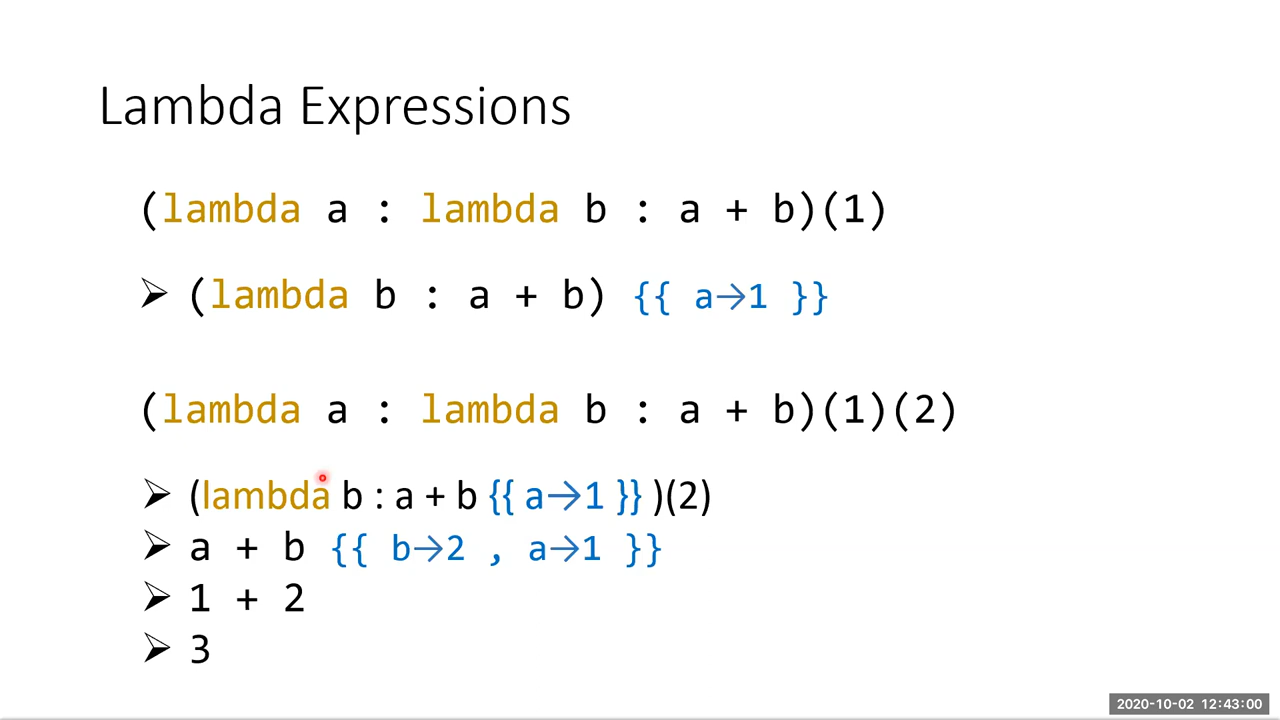 Lambda Expressions
(lambda a : lambda b : a + b)(1)
➢ (lambda b : a + b) {{ a→1 }}
(lambda a : lambda b : a + b)(1)(2)
➢ (lambda b : a + b {{ a→1 }} )(2)
➢ a + b {{ b→2 , a→1 }}
➢ 1 + 2
➢ 3
2020-10-02 12:43:00